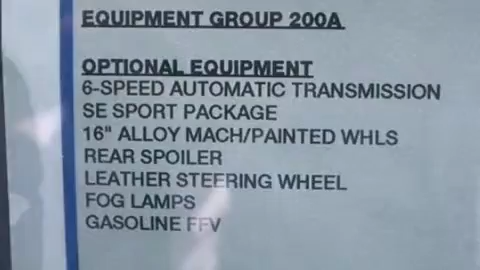 EQUIPMENT GROUP 200A
OPTIONAL EQUIPMENT
6-SPEED AUTOMATIC TRANSMISSION
SE SPORT PACKAGE
16" ALLOY MACH/PAINTED WHLS
REAR SPOILER
LEATHER STEERING WHEEL
FOG LAMPS
GASOLINE FFV